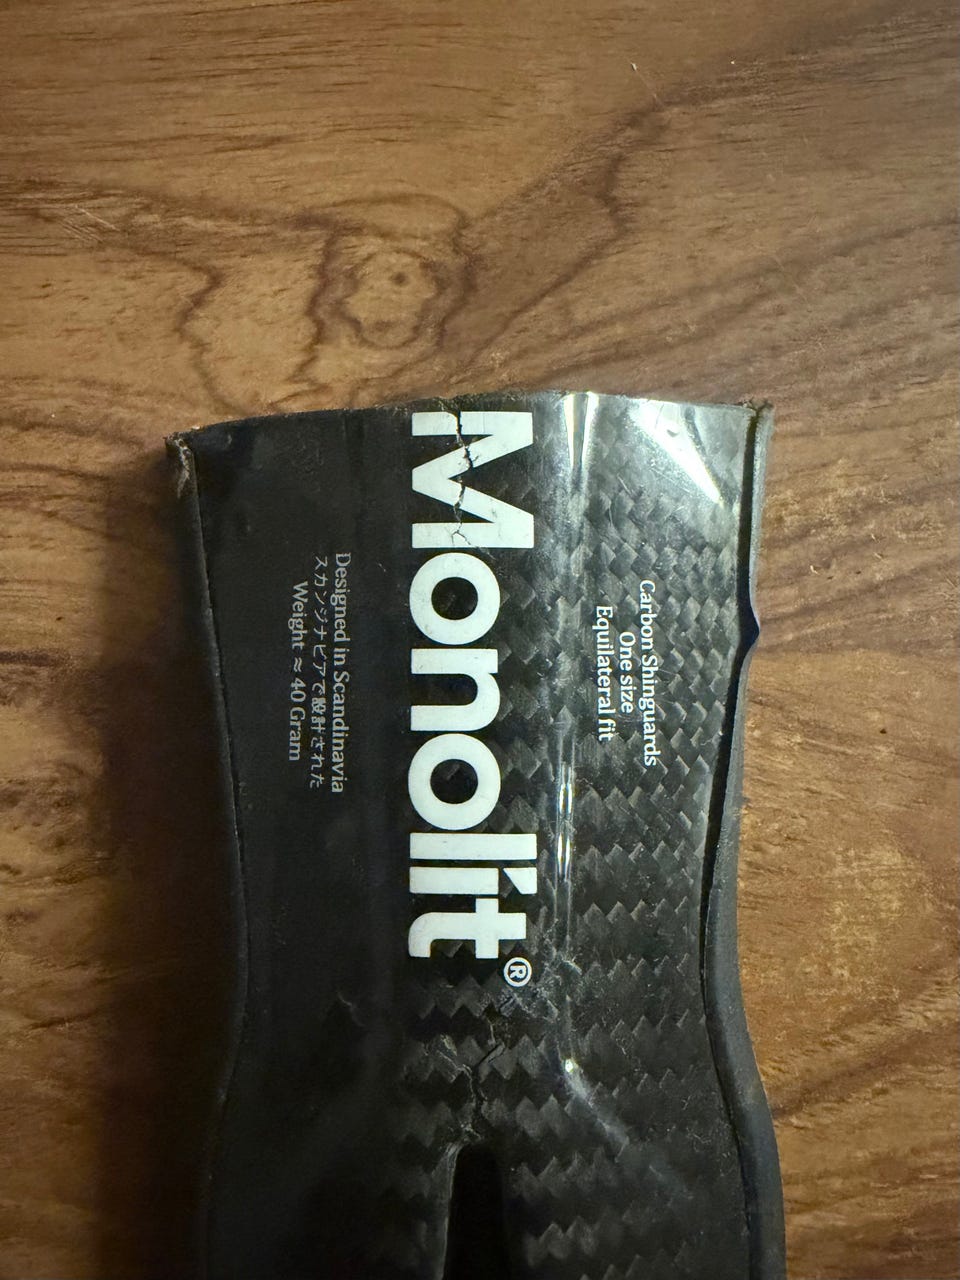 Carbon Shinguards
One size
Equilateral fit
Monolit®
Designed in Scandinavia
スカンジナビアで設計された
Weight ≈ 40 Gram